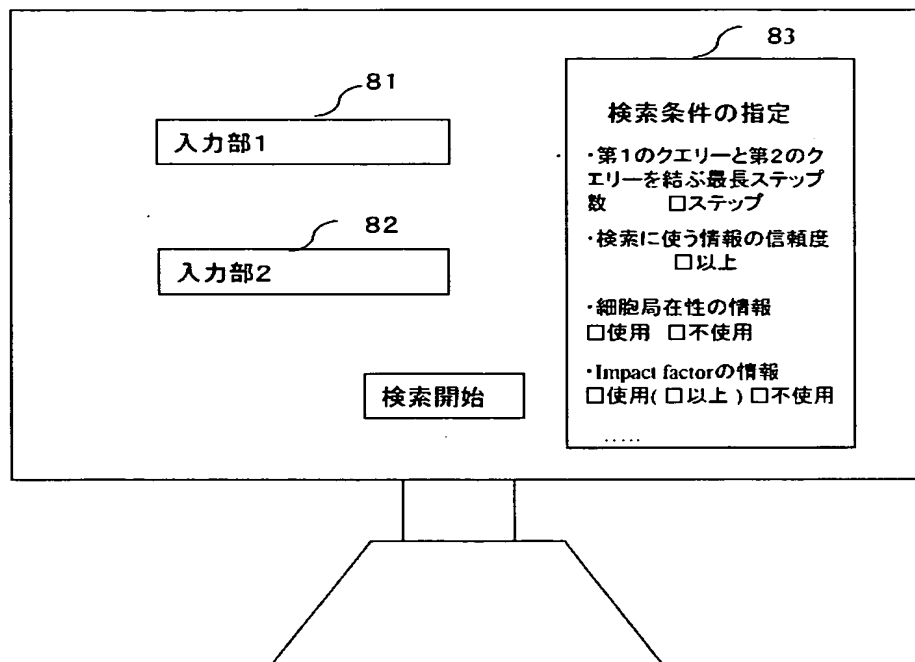 81
入力部1
82
入力部2
検索開始
83
検索条件の指定
・第1のクエリーと第2のク
エリーを結ぶ最長ステップ
数 □ステップ
・検索に使う情報の信頼度
□以上
・細胞局在性の情報
□使用 □不使用
・Impact factorの情報
□使用( □以上 ) □不使用
.....